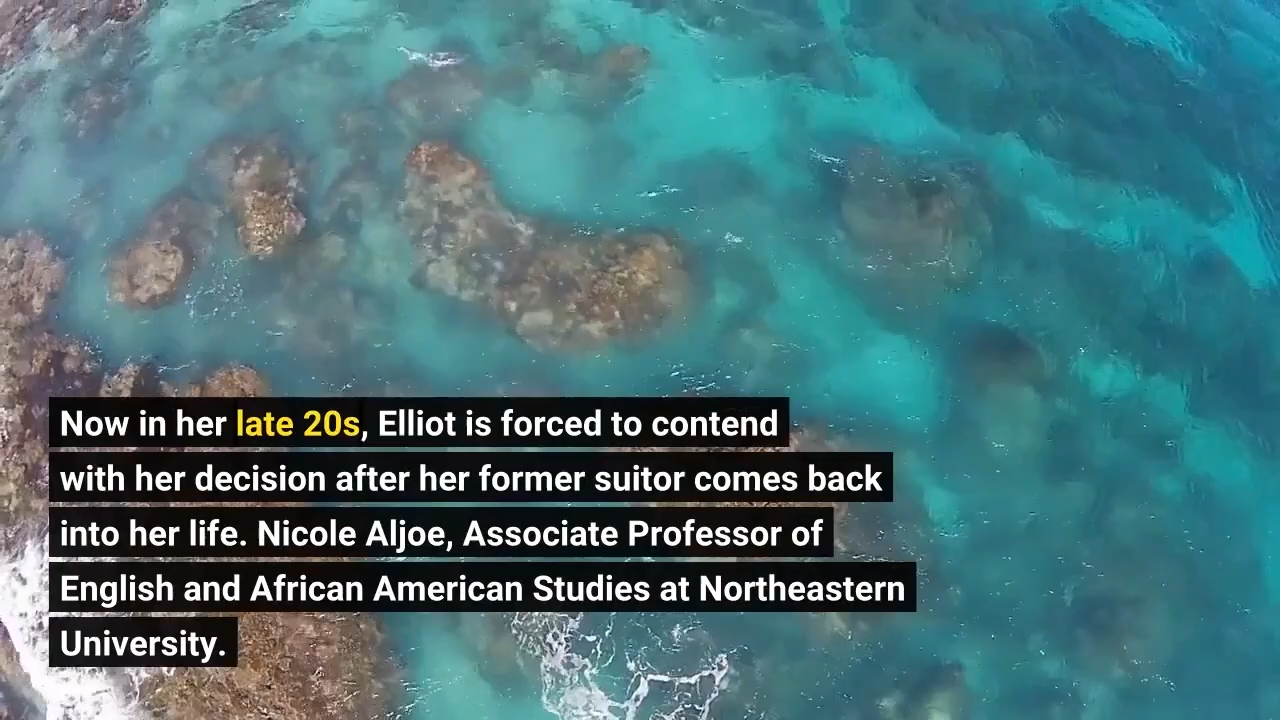 Now in her late 20s, Elliot is forced to contend
with her decision after her former suitor comes back
into her life. Nicole Aljoe, Associate Professor of
English and African American Studies at Northeastern
University.